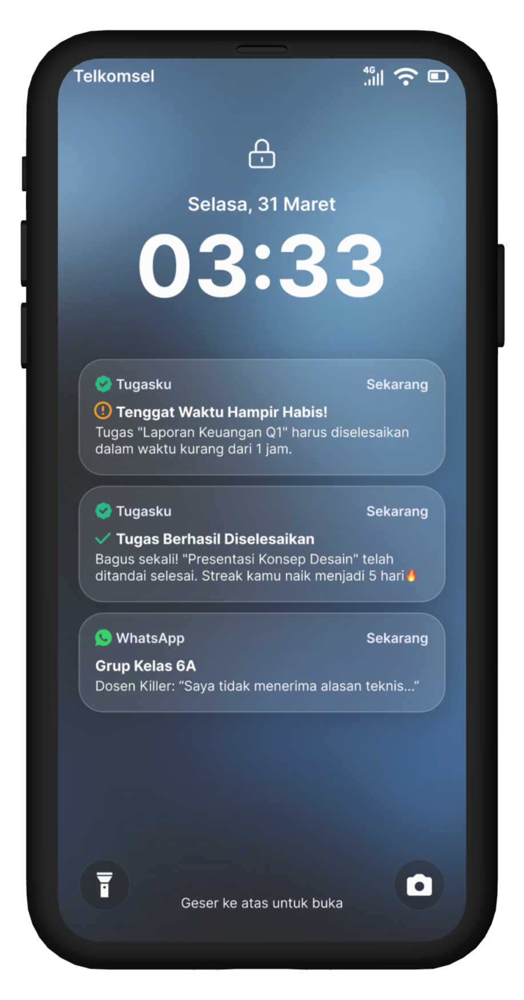 Telkomsel
4G
Selasa, 31 Maret
03:33
Tugasku
Sekarang
Tenggat Waktu Hampir Habis!
Tugas "Laporan Keuangan Q1" harus diselesaikan
dalam waktu kurang dari 1 jam.
Tugasku
Sekarang
Tugas Berhasil Diselesaikan
Bagus sekali! "Presentasi Konsep Desain" telah
ditandai selesai. Streak kamu naik menjadi 5 hari🔥
WhatsApp
Sekarang
Grup Kelas 6A
Dosen Killer: “Saya tidak menerima alasan teknis...”
Geser ke atas untuk buka